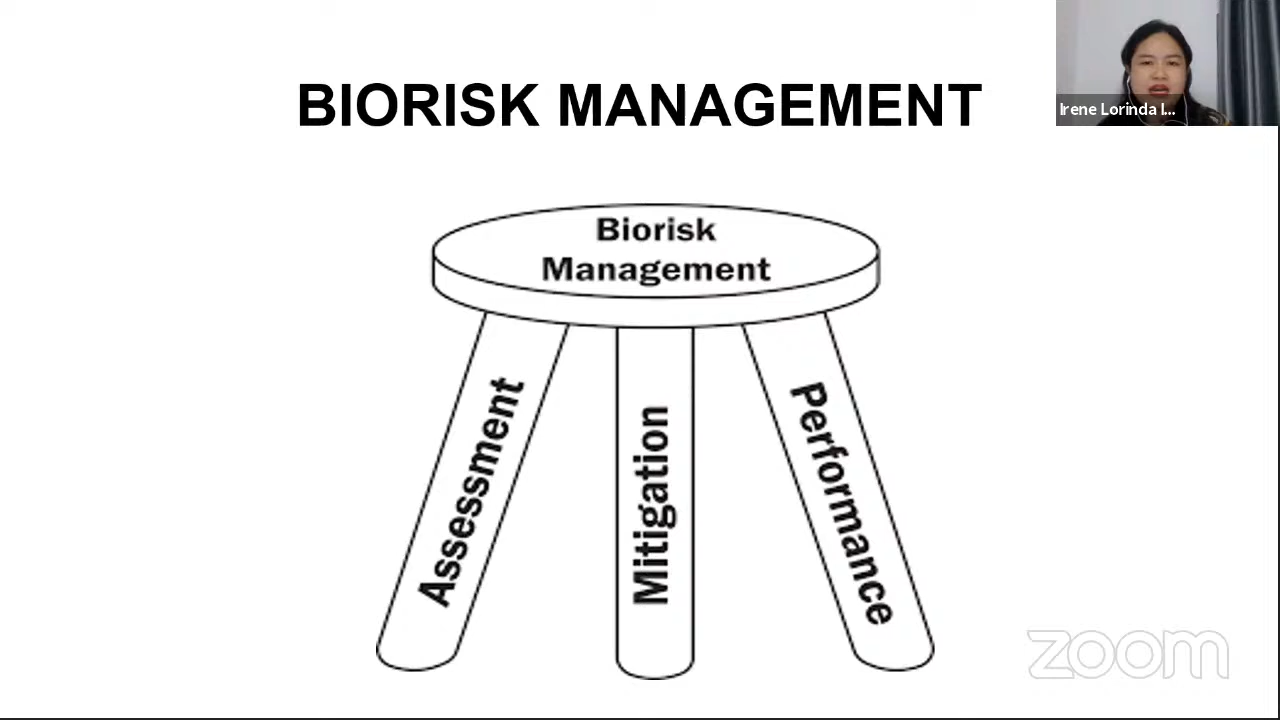 BIORISK MANAGEMENT
Irene Lorinda I...
Biorisk
Management
Assessment
Mitigation
Performance
zoom